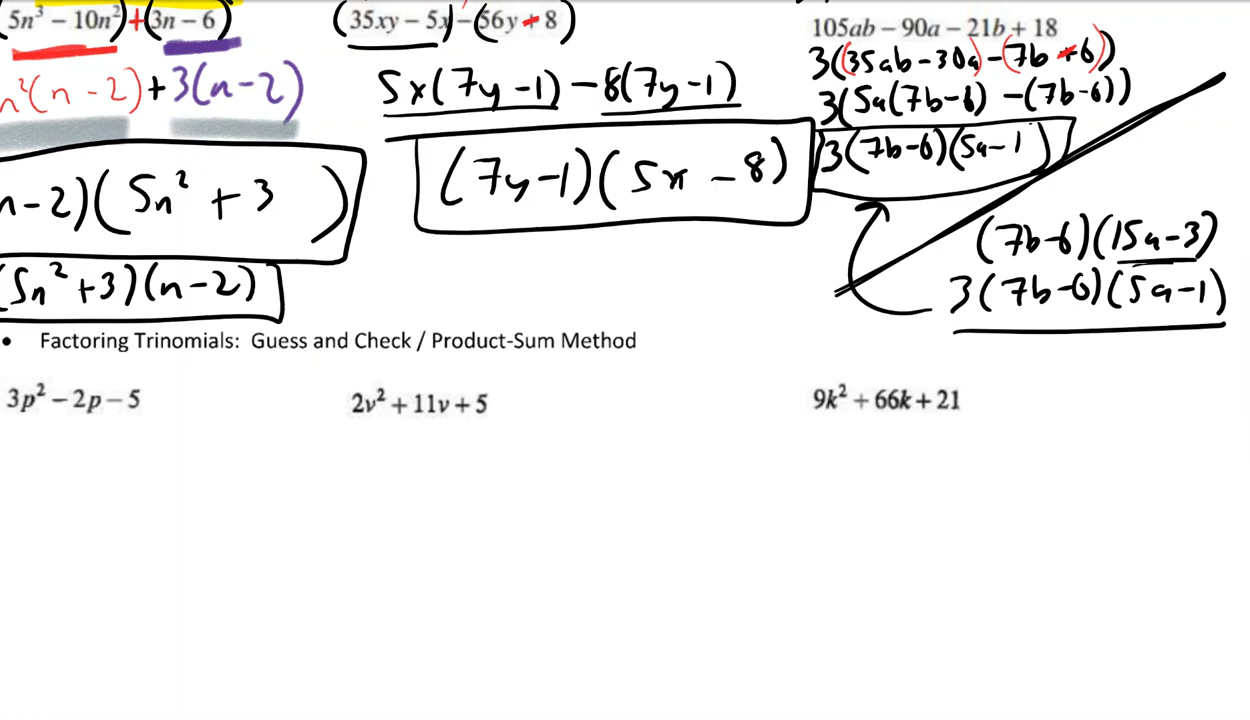 (5n³ − 10n²) + (3n − 6)
n²(n − 2) + 3(n − 2)
n − 2)(5n² + 3 )
(5n² + 3)(n − 2)
(35xy − 5x) − (56y − 8)
5x(7y − 1) − 8(7y − 1)
(7y − 1)(5x − 8)
105ab − 90a − 21b + 18
3((35ab − 30a) − (7b − 6))
3(5a(7b − 6) − (7b − 6))
3(7b − 6)(5a − 1)
(7b − 6)(15a − 3)
3(7b − 6)(5a − 1)
• Factoring Trinomials: Guess and Check / Product-Sum Method
3p² − 2p − 5
2v² + 11v + 5
9k² + 66k + 21